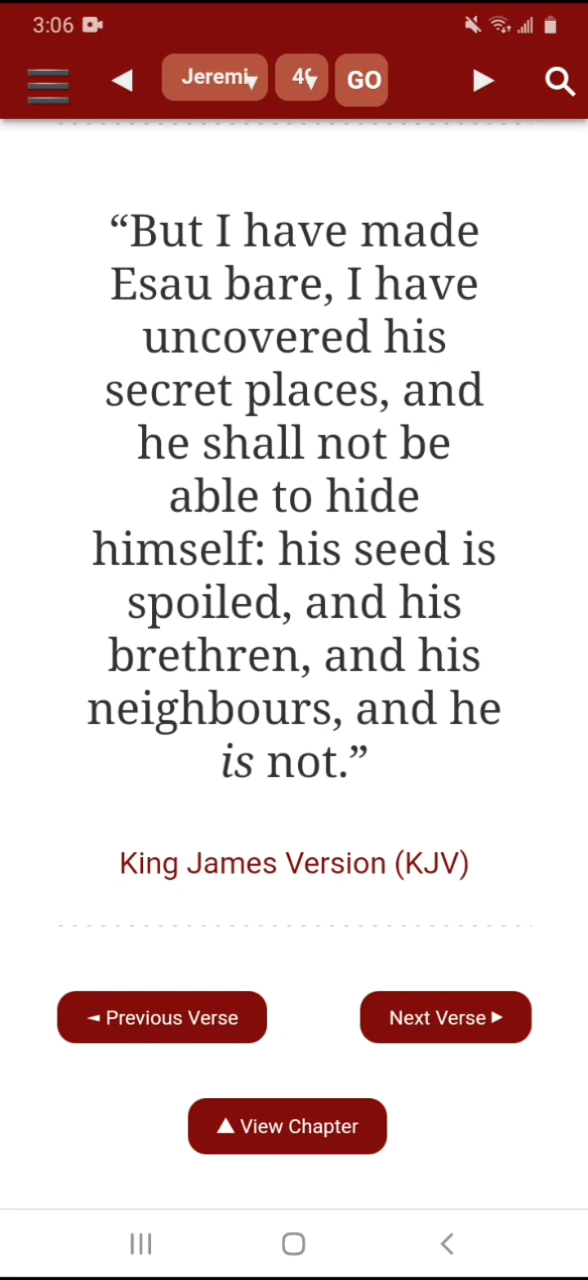 3:06
Jeremi
GO
“But I have made
Esau bare, I have
uncovered his
secret places, and
he shall not be
able to hide
himself: his seed is
spoiled, and his
brethren, and his
neighbours, and he
is not.”
King James Version (KJV)
◄ Previous Verse
Next Verse ►
▲ View Chapter